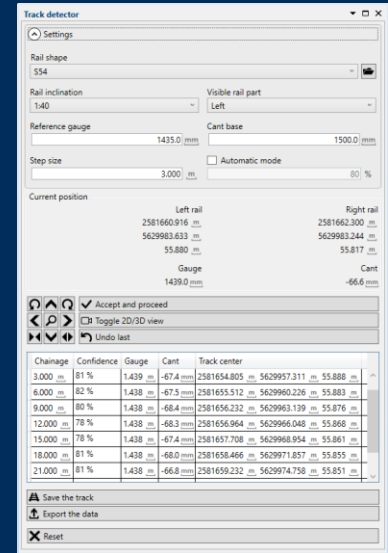 Track detector
Settings
Rail shape
S54
Rail inclination Visible rail part
1:40 Left
Reference gauge Cant base
1435.0 mm 1500.0 mm
Step size Automatic mode
3.000 m 80 %
Current position
Left rail Right rail
2581660.916 m 2581662.300 m
5629983.633 m 5629983.244 m
55.880 m 55.817 m
Gauge Cant
1439.0 mm -66.6 mm
Accept and proceed
Toggle 2D/3D view
Undo last
Chainage Confidence Gauge Cant Track center
3.000 m 81 % 1.439 m -67.4 mm 2581654.805 m 5629957.311 m 55.888 m
6.000 m 82 % 1.438 m -67.5 mm 2581655.512 m 5629960.226 m 55.883 m
9.000 m 80 % 1.438 m -68.4 mm 2581656.232 m 5629963.139 m 55.876 m
12.000 m 78 % 1.438 m -68.3 mm 2581656.964 m 5629966.048 m 55.868 m
15.000 m 78 % 1.438 m -67.4 mm 2581657.708 m 5629968.954 m 55.861 m
18.000 m 81 % 1.438 m -68.0 mm 2581658.466 m 5629971.857 m 55.855 m
21.000 m 81 % 1.438 m -66.8 mm 2581659.232 m 5629974.758 m 55.851 m
Save the track
Export the data
Reset